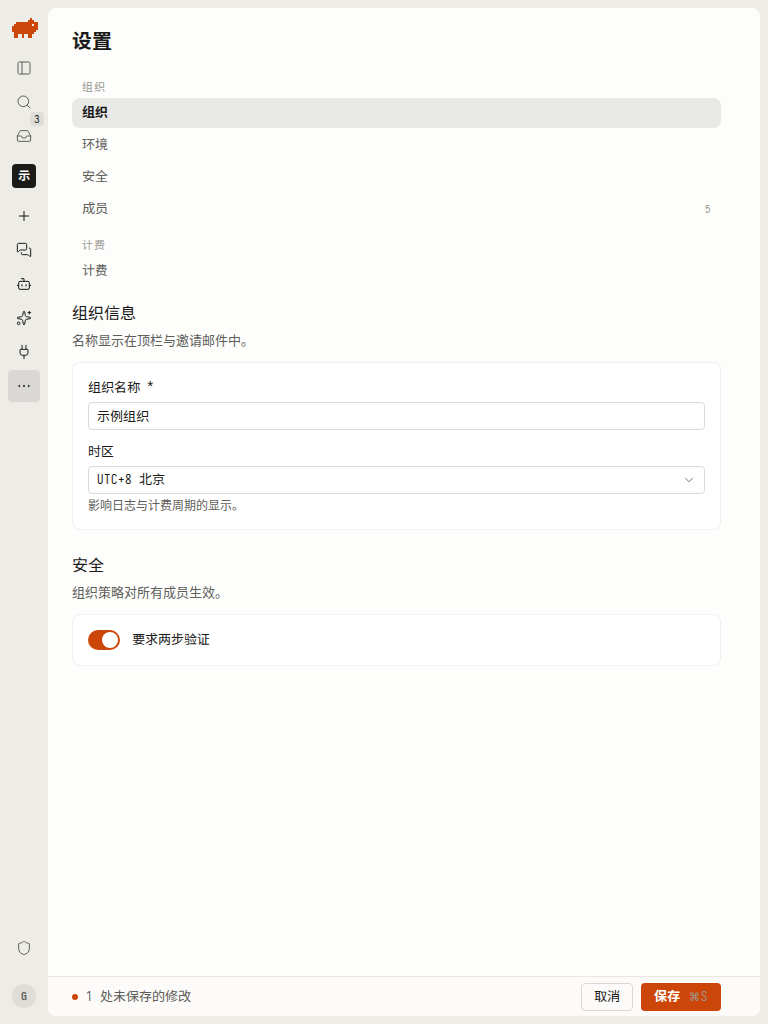 3
示
G
设置
组织
组织
环境
安全
成员 5
计费
计费
组织信息
名称显示在顶栏与邀请邮件中。
组织名称 *
示例组织
时区
UTC+8 北京
影响日志与计费周期的显示。
安全
组织策略对所有成员生效。
要求两步验证
1 处未保存的修改
取消
保存 ⌘S